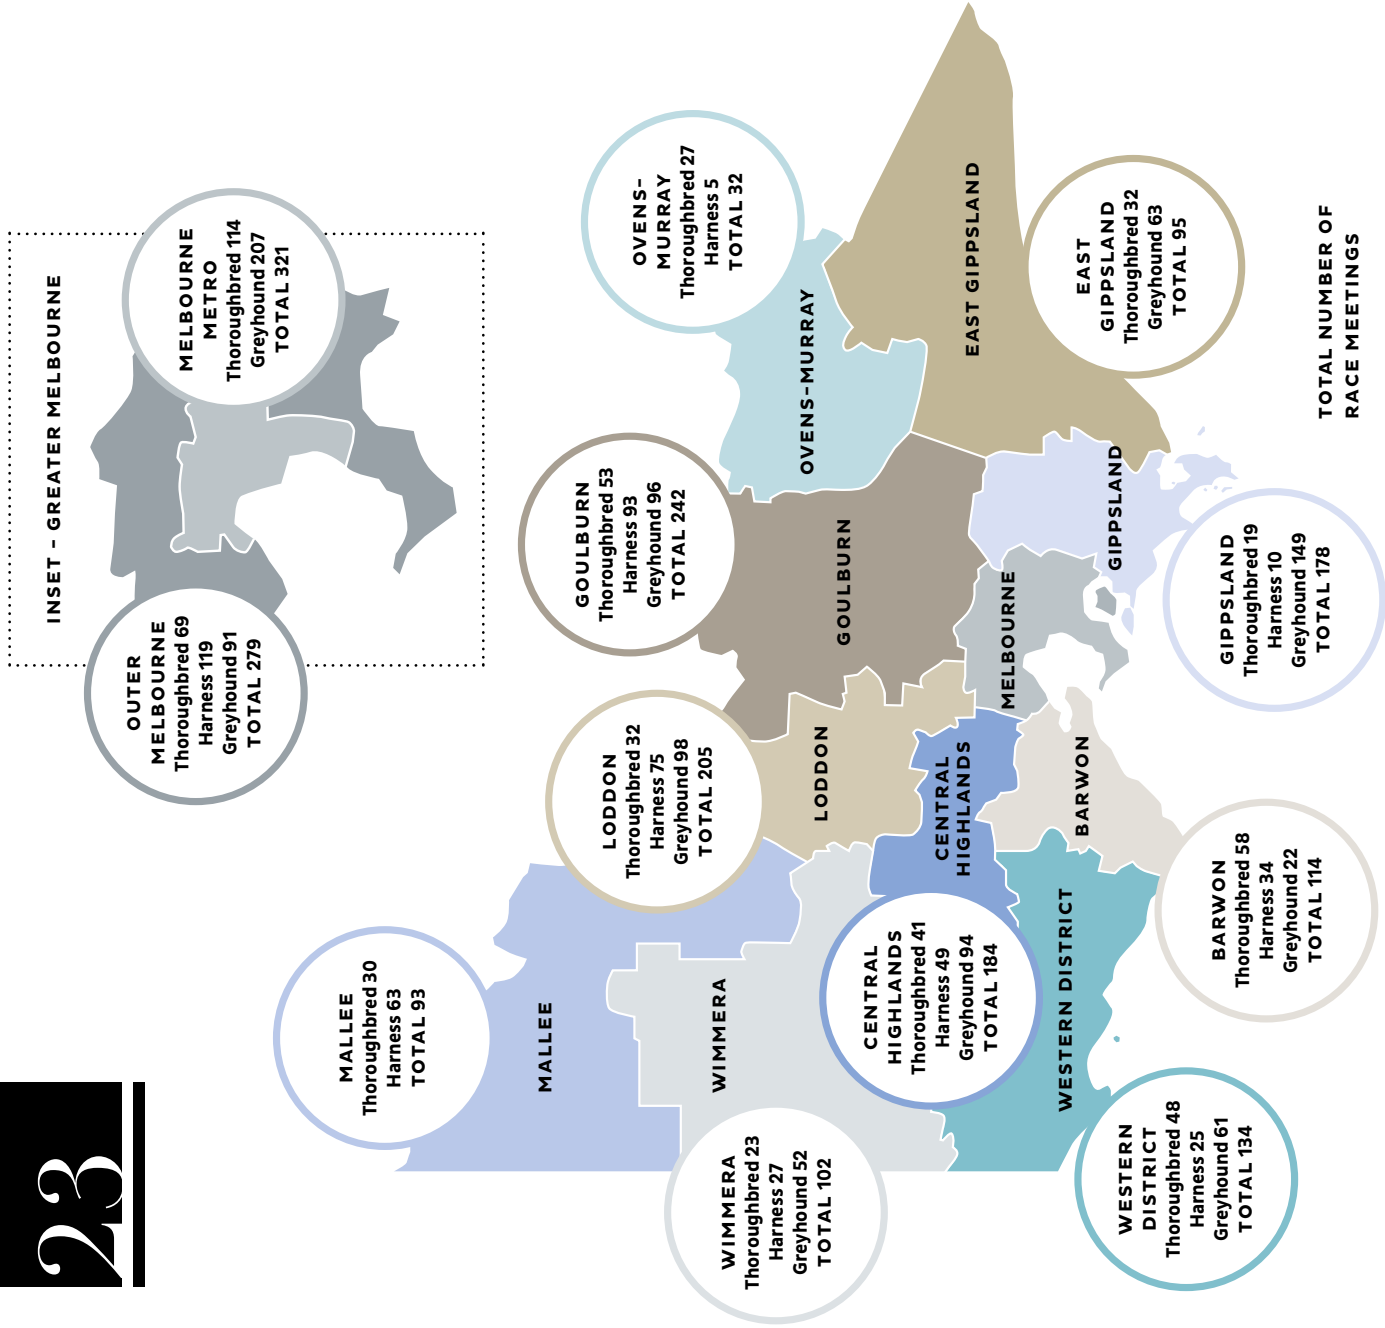 23
INSET – GREATER MELBOURNE
OUTER
MELBOURNE
Thoroughbred 69
Harness 119
Greyhound 91
TOTAL 279
MELBOURNE
METRO
Thoroughbred 114
Greyhound 207
TOTAL 321
MALLEE
Thoroughbred 30
Harness 63
TOTAL 93
LODDON
Thoroughbred 32
Harness 75
Greyhound 98
TOTAL 205
GOULBURN
Thoroughbred 53
Harness 93
Greyhound 96
TOTAL 242
OVENS–
MURRAY
Thoroughbred 27
Harness 5
TOTAL 32
MALLEE
WIMMERA
LODDON
GOULBURN
OVENS–MURRAY
WIMMERA
Thoroughbred 23
Harness 27
Greyhound 52
TOTAL 102
CENTRAL
HIGHLANDS
Thoroughbred 41
Harness 49
Greyhound 94
TOTAL 184
CENTRAL
HIGHLANDS
MELBOURNE
EAST GIPPSLAND
WESTERN DISTRICT
BARWON
GIPPSLAND
EAST
GIPPSLAND
Thoroughbred 32
Greyhound 63
TOTAL 95
WESTERN
DISTRICT
Thoroughbred 48
Harness 25
Greyhound 61
TOTAL 134
BARWON
Thoroughbred 58
Harness 34
Greyhound 22
TOTAL 114
GIPPSLAND
Thoroughbred 19
Harness 10
Greyhound 149
TOTAL 178
TOTAL NUMBER OF
RACE MEETINGS